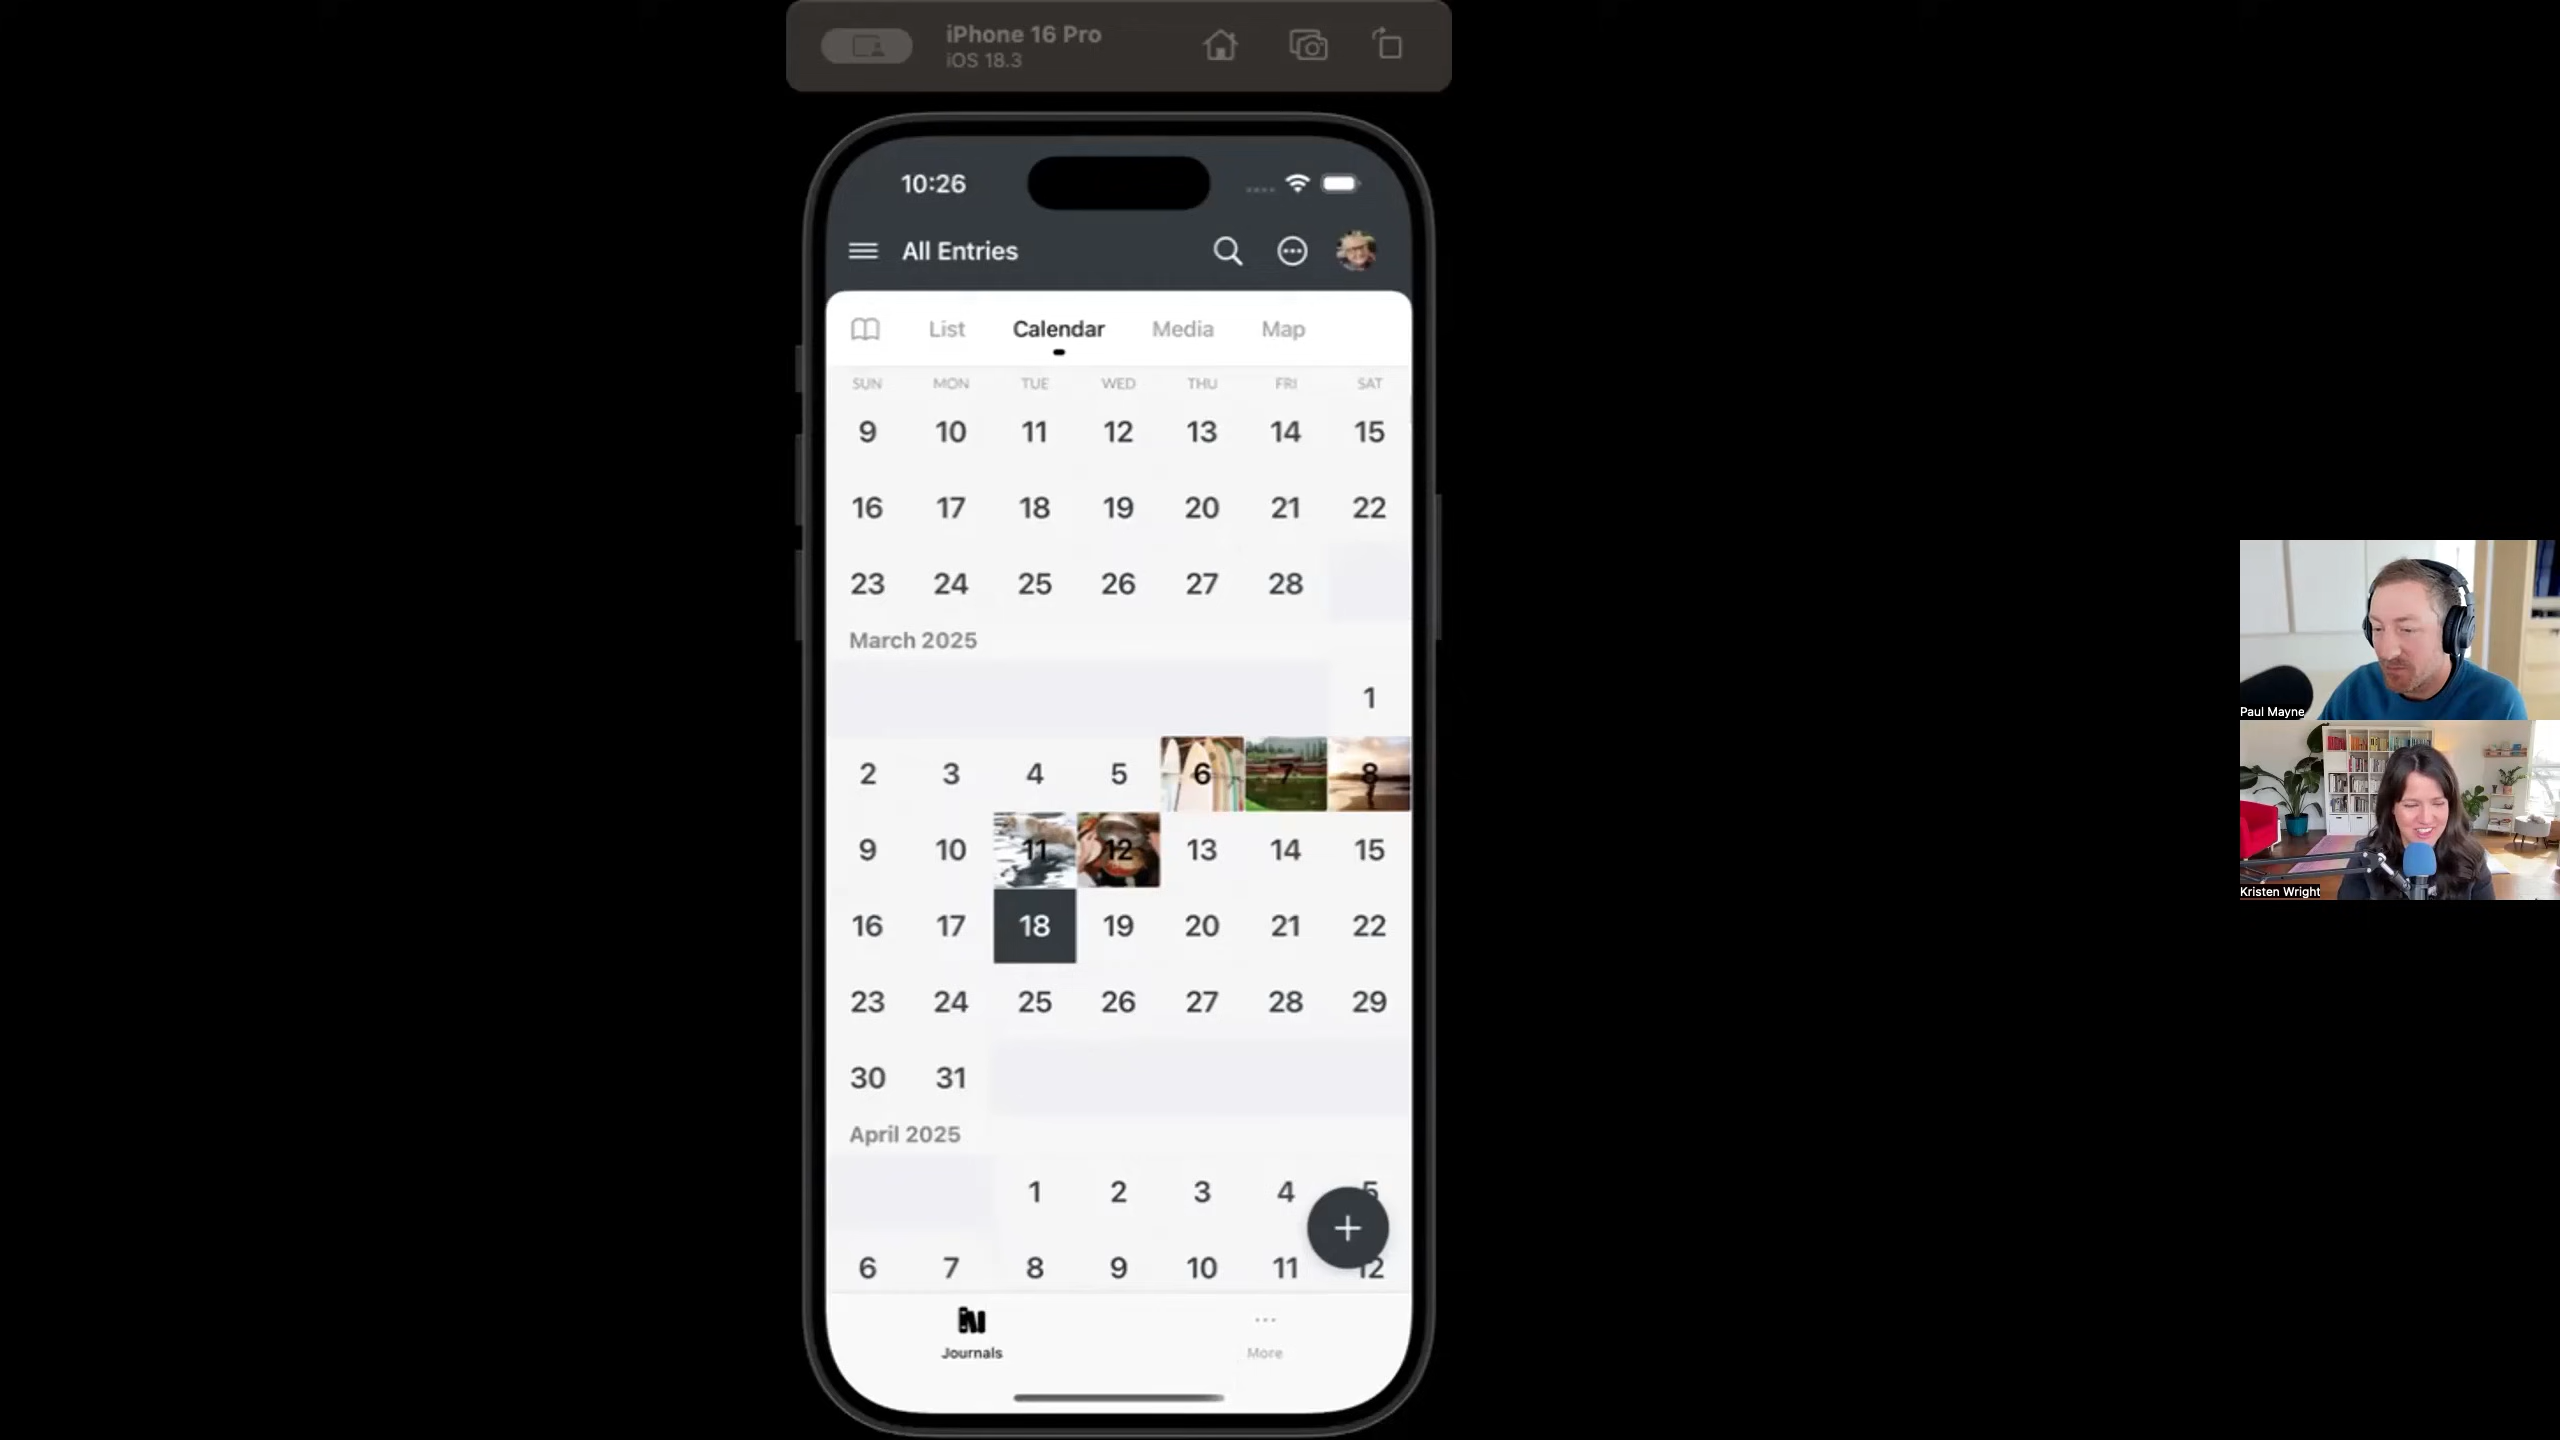 iPhone 16 Pro
iOS 18.3
10:26
All Entries
List Calendar Media Map
SUN MON TUE WED THU FRI SAT
9 10 11 12 13 14 15
16 17 18 19 20 21 22
23 24 25 26 27 28
March 2025
1
2 3 4 5 6 7 8
9 10 11 12 13 14 15
16 17 18 19 20 21 22
23 24 25 26 27 28 29
30 31
April 2025
1 2 3 4 5
6 7 8 9 10 11 12
Journals More
Paul Mayne
Kristen Wright